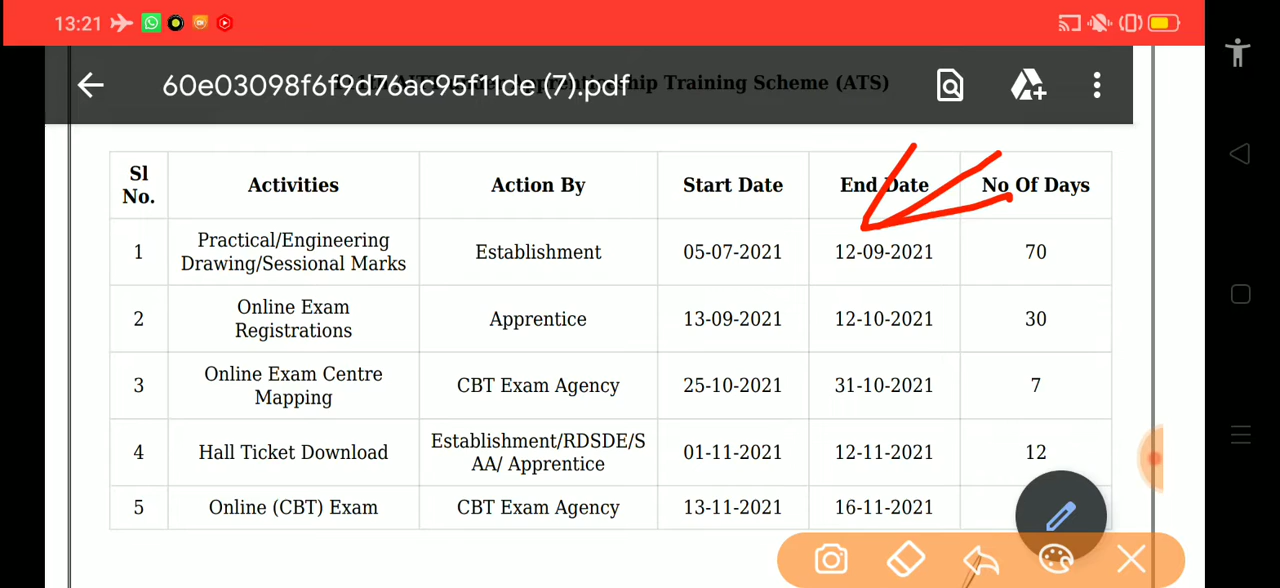 13:21
60e03098f6f9d76ac95f11de (7).pdf
Training Scheme (ATS)
Sl No. Activities Action By Start Date End Date No Of Days
1 Practical/Engineering Drawing/Sessional Marks Establishment 05-07-2021 12-09-2021 70
2 Online Exam Registrations Apprentice 13-09-2021 12-10-2021 30
3 Online Exam Centre Mapping CBT Exam Agency 25-10-2021 31-10-2021 7
4 Hall Ticket Download Establishment/RDSDE/SAA/ Apprentice 01-11-2021 12-11-2021 12
5 Online (CBT) Exam CBT Exam Agency 13-11-2021 16-11-2021